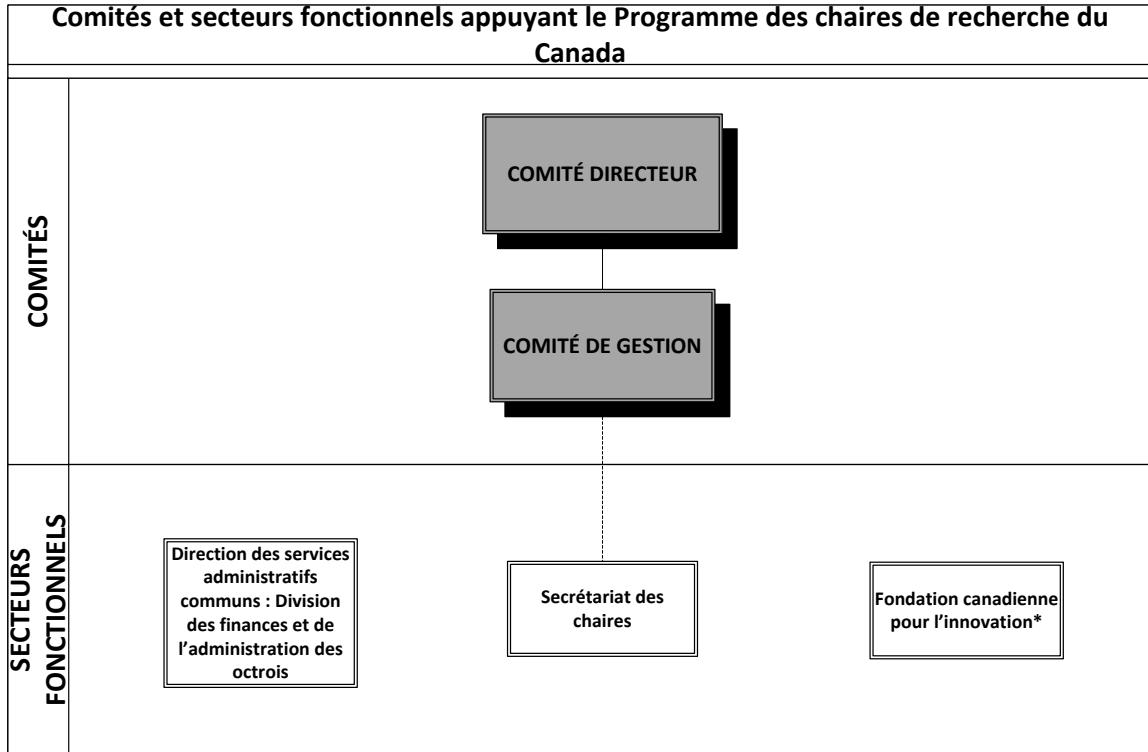 Comités et secteurs fonctionnels appuyant le Programme des chaires de recherche du
Canada
COMITÉS
COMITÉ DIRECTEUR
COMITÉ DE GESTION
SECTEURS
FONCTIONNELS
Direction des services
administratifs
communs : Division
des finances et de
l’administration des
octrois
Secrétariat des
chaires
Fondation canadienne
pour l’innovation*